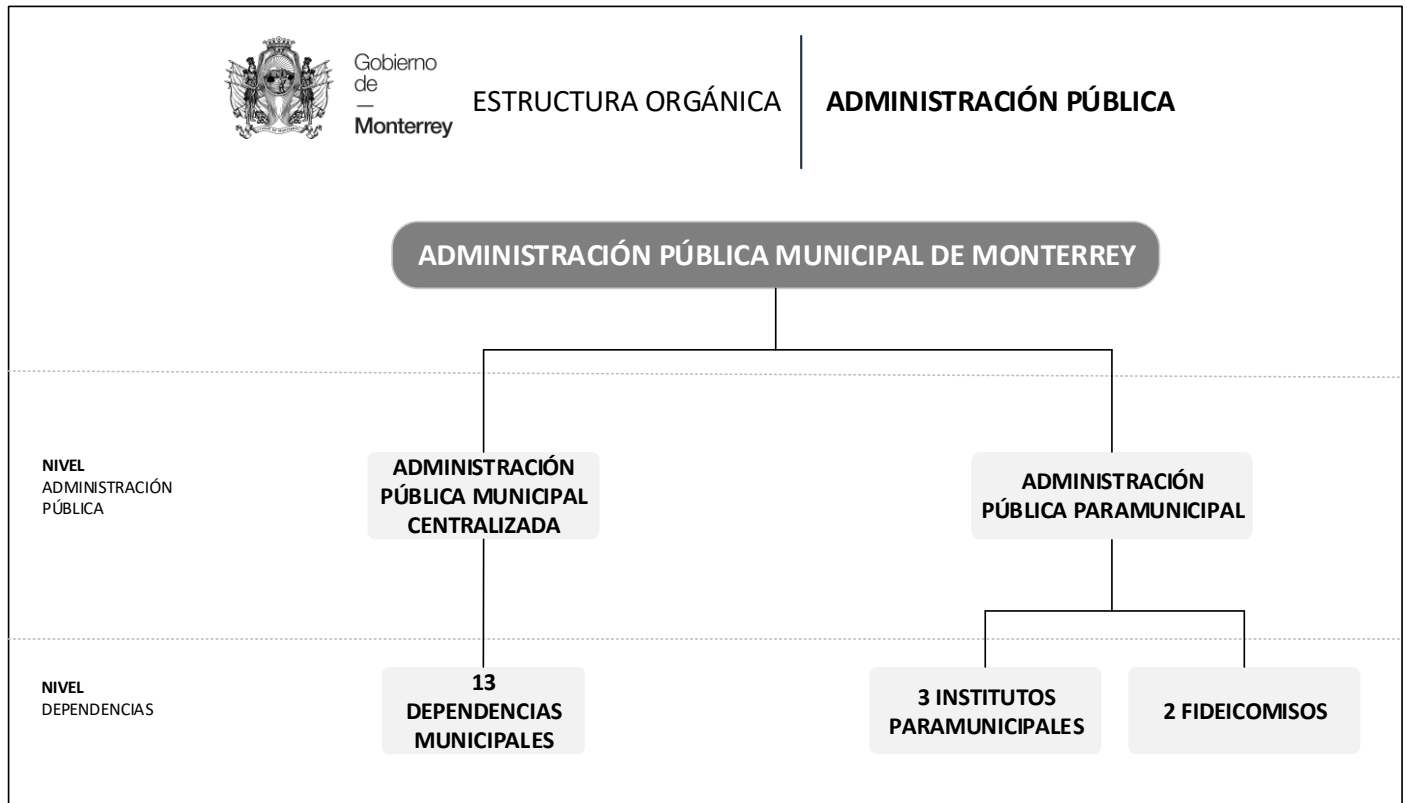 Gobierno
de
—
Monterrey
ESTRUCTURA ORGÁNICA
ADMINISTRACIÓN PÚBLICA
ADMINISTRACIÓN PÚBLICA MUNICIPAL DE MONTERREY
NIVEL
ADMINISTRACIÓN
PÚBLICA
ADMINISTRACIÓN
PÚBLICA MUNICIPAL
CENTRALIZADA
ADMINISTRACIÓN
PÚBLICA PARAMUNICIPAL
NIVEL
DEPENDENCIAS
13
DEPENDENCIAS
MUNICIPALES
3 INSTITUTOS
PARAMUNICIPALES
2 FIDEICOMISOS